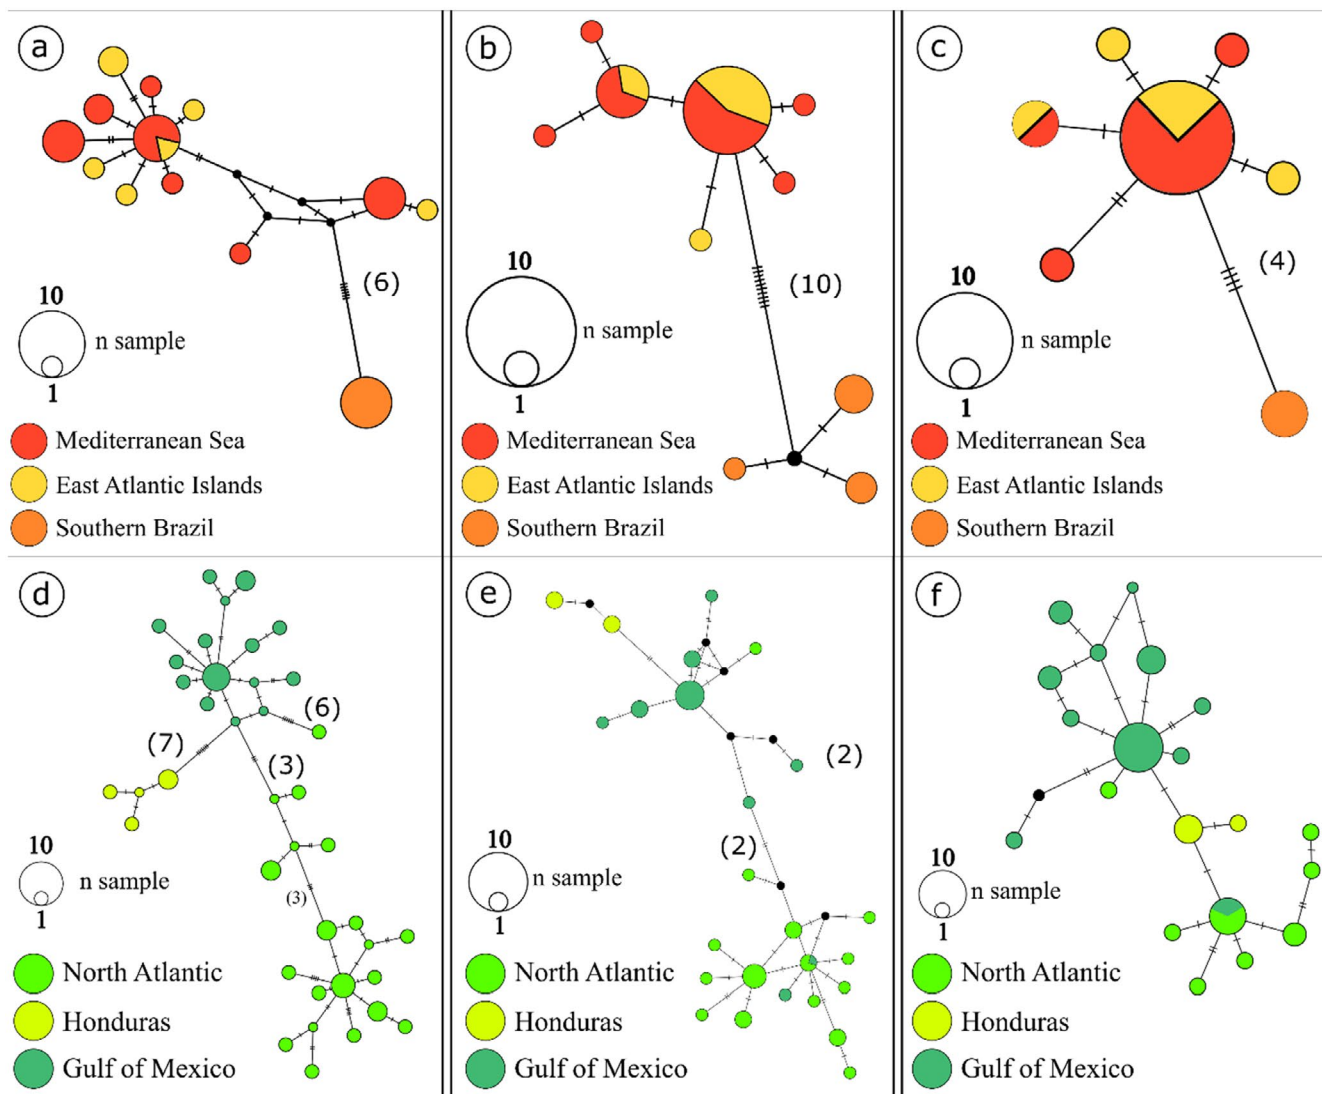 a
(6)
10
n sample
1
Mediterranean Sea
East Atlantic Islands
Southern Brazil
b
(10)
10
n sample
1
Mediterranean Sea
East Atlantic Islands
Southern Brazil
c
(4)
10
n sample
1
Mediterranean Sea
East Atlantic Islands
Southern Brazil
d
(6)
(7)
(3)
(3)
10
n sample
1
North Atlantic
Honduras
Gulf of Mexico
e
(2)
(2)
10
n sample
1
North Atlantic
Honduras
Gulf of Mexico
f
10
n sample
1
North Atlantic
Honduras
Gulf of Mexico